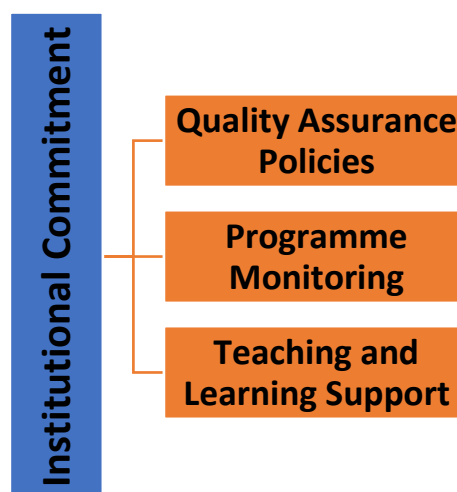 Institutional Commitment
Quality Assurance
Policies
Programme
Monitoring
Teaching and
Learning Support